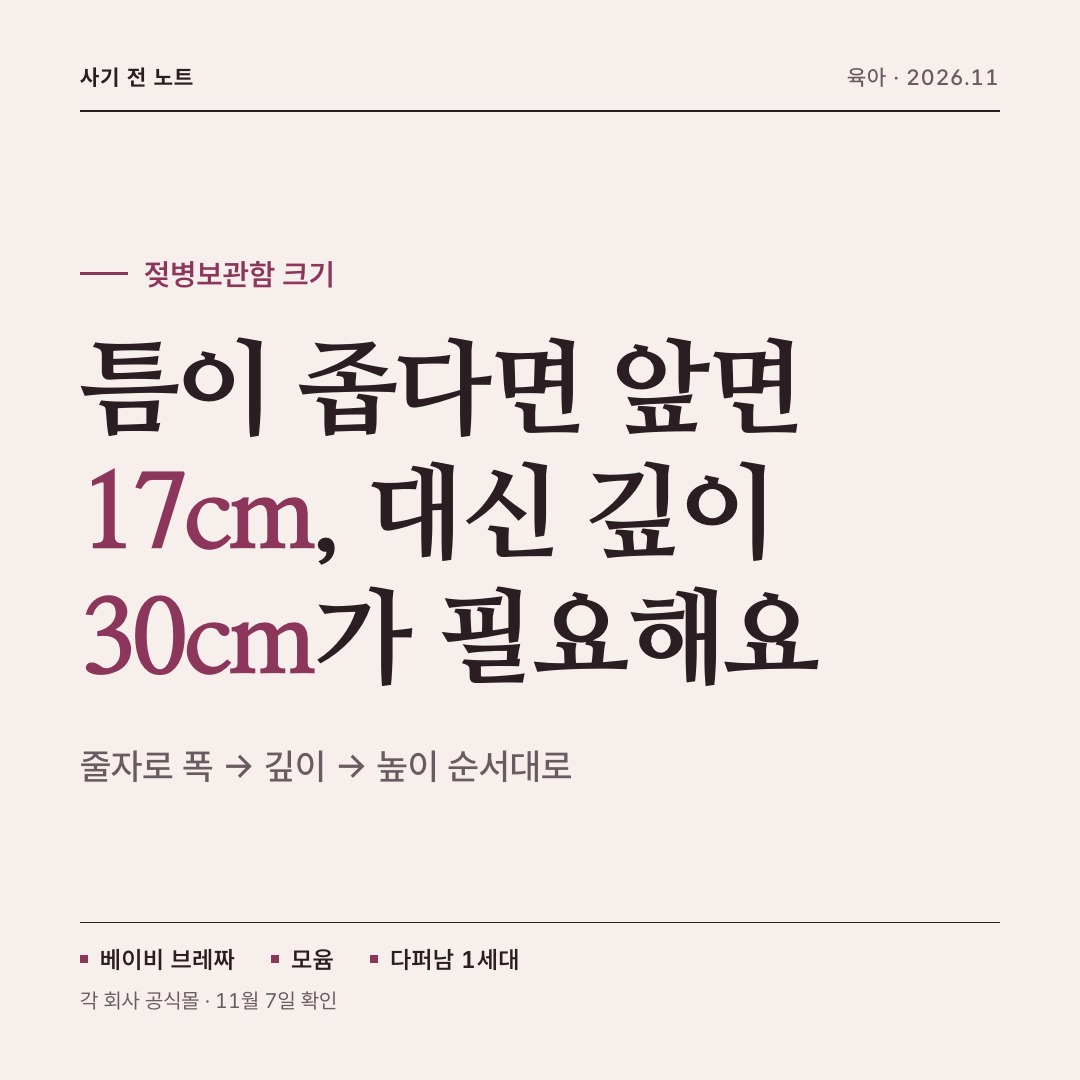 사기 전 노트
육아 · 2026.11
젖병보관함 크기
틈이 좁다면 앞면
17cm, 대신 깊이
30cm가 필요해요
줄자로 폭 → 깊이 → 높이 순서대로
베이비 브레짜 모윰 다퍼남 1세대
각 회사 공식몰 · 11월 7일 확인